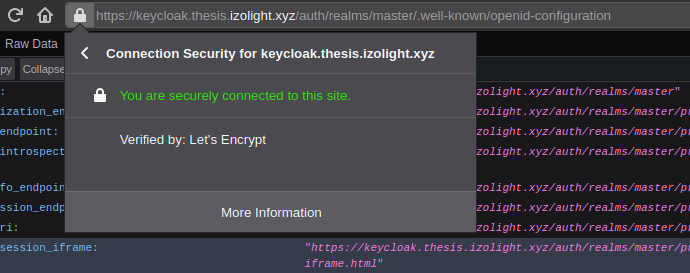 https://keycloak.thesis.izolight.xyz/auth/realms/master/.well-known/openid-configuration
Raw Data
Connection Security for keycloak.thesis.izolight.xyz
py Collapse
You are securely connected to this site.
: izolight.xyz/auth/realms/master"
ization_en izolight.xyz/auth/realms/master/pr
endpoint: izolight.xyz/auth/realms/master/pr
Verified by: Let's Encrypt
introspect izolight.xyz/auth/realms/master/pr
fo_endpoin izolight.xyz/auth/realms/master/pr
ssion_endp izolight.xyz/auth/realms/master/pr
More Information
ri: izolight.xyz/auth/realms/master/pr
session_iframe: "https://keycloak.thesis.izolight.xyz/auth/realms/master/pr
iframe.html"